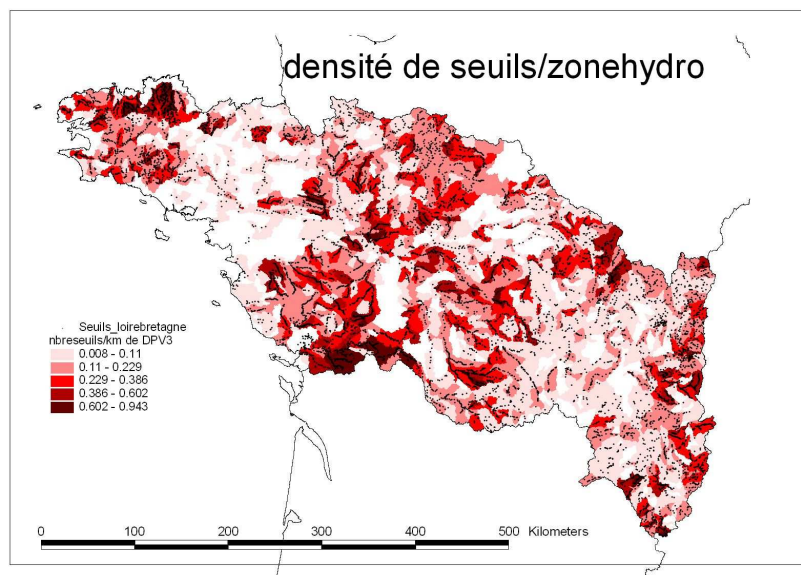 densité de seuils/zonehydro
Seuils_loirebretagne
nbreseuils/km de DPV3
0.008 - 0.11
0.11 - 0.229
0.229 - 0.386
0.386 - 0.602
0.602 - 0.943
0 100 200 300 400 500 Kilometers